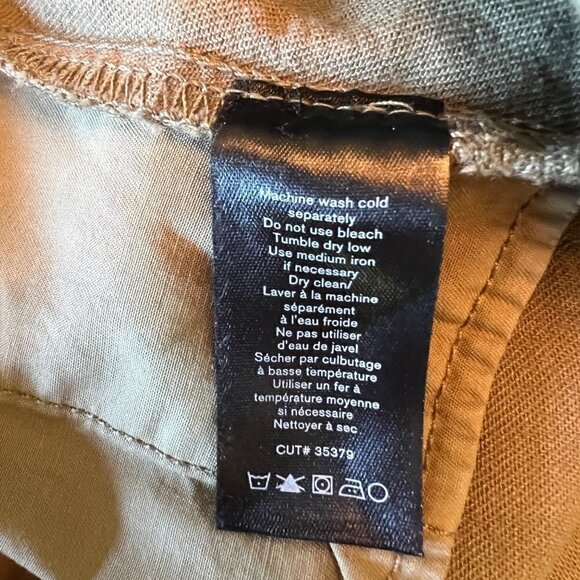 Machine wash cold
separately
Do not use bleach
Tumble dry low
Use medium iron
if necessary
Dry clean/
Laver à la machine
séparément
à l'eau froide
Ne pas utiliser
d'eau de javel
Sécher par culbutage
à basse température
Utiliser un fer à
température moyenne
si nécessaire
Nettoyer à sec
CUT# 35379